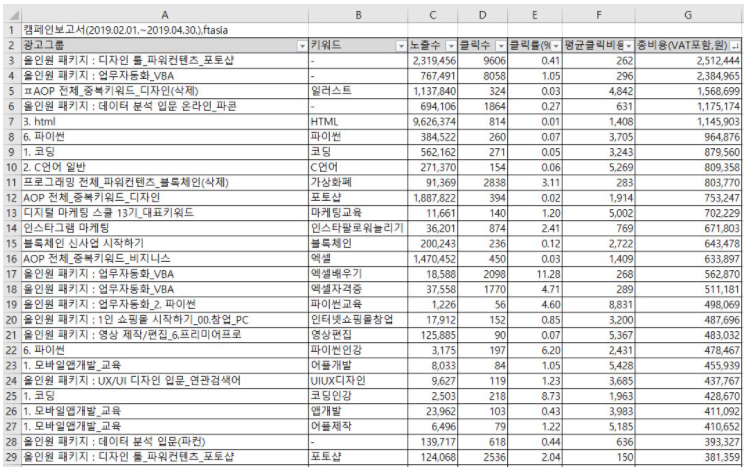 A B C D E F G
1 캠페인보고서(2019.02.01.~2019.04.30.),ftasia
2 광고그룹 키워드 노출수 클릭수 클릭률(% 평균클릭비용 총비용(VAT포함,원)
3 올인원 패키지 : 디자인 툴_파워컨텐츠_포토샵 - 2,319,456 9606 0.41 262 2,512,444
4 올인원 패키지 : 업무자동화_VBA - 767,491 8058 1.05 296 2,384,965
5 ㅍAOP 전체_중복키워드_디자인(삭제) 일러스트 1,137,840 324 0.03 4,842 1,568,699
6 올인원 패키지 : 데이터 분석 입문 온라인_파콘 - 694,106 1864 0.27 631 1,175,174
7 3. html HTML 9,626,374 814 0.01 1,408 1,145,903
8 6. 파이썬 파이썬 384,522 260 0.07 3,705 964,876
9 1. 코딩 코딩 562,162 271 0.05 3,243 879,560
10 2. C언어 일반 C언어 271,370 154 0.06 5,269 809,358
11 프로그래밍 전체_파워컨텐츠_블록체인(삭제) 가상화폐 91,369 2838 3.11 283 803,770
12 AOP 전체_중복키워드_디자인 포토샵 1,887,822 394 0.02 1,914 753,247
13 디지털 마케팅 스쿨 13기_대표키워드 마케팅교육 11,661 140 1.20 5,002 702,229
14 인스타그램 마케팅 인스타팔로워늘리기 36,201 874 2.41 769 671,803
15 블록체인 신사업 시작하기 블록체인 200,243 236 0.12 2,722 643,478
16 AOP 전체_중복키워드_비지니스 엑셀 1,470,452 450 0.03 1,409 633,897
17 올인원 패키지 : 업무자동화_VBA 엑셀배우기 18,588 2098 11.28 268 562,870
18 올인원 패키지 : 업무자동화_VBA 엑셀자격증 37,558 1770 4.71 289 511,181
19 올인원 패키지 : 업무자동화_2. 파이썬 파이썬교육 1,226 56 4.60 8,831 498,069
20 올인원 패키지 : 1인 쇼핑몰 시작하기_00.창업_PC 인터넷쇼핑몰창업 17,912 152 0.85 3,200 487,696
21 올인원 패키지 : 영상 제작/편집_6.프리미어프로 영상편집 125,885 90 0.07 5,367 483,032
22 6. 파이썬 파이썬인강 3,175 197 6.20 2,431 478,467
23 1. 모바일앱개발_교육 어플개발 8,033 84 1.05 5,428 455,939
24 올인원 패키지 : UX/UI 디자인 입문_연관검색어 UIUX디자인 9,627 119 1.23 3,685 437,767
25 1. 코딩 코딩인강 2,503 218 8.73 1,963 428,670
26 1. 모바일앱개발_교육 앱개발 23,962 103 0.43 3,983 411,092
27 1. 모바일앱개발_교육 어플제작 6,496 79 1.22 5,185 410,652
28 올인원 패키지 : 데이터 분석 입문(파컨) - 139,717 618 0.44 636 393,327
29 올인원 패키지 : 디자인 툴_파워컨텐츠_포토샵 포토샵 124,068 2536 2.04 150 381,359